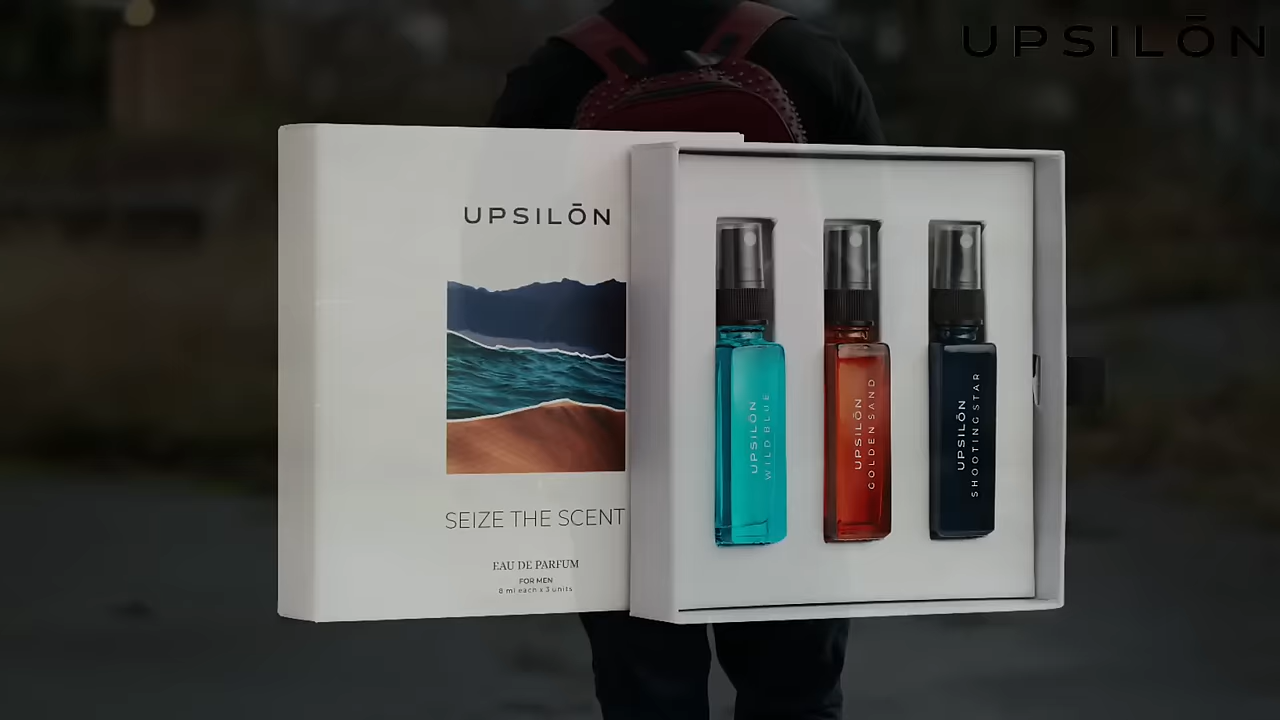 UPSILŌN
UPSILŌN
SEIZE THE SCENT
EAU DE PARFUM
FOR MEN
8 ml each x 3 units
UPSILŌN
WILD BLUE
UPSILŌN
GOLDEN SAND
UPSILŌN
SHOOTING STAR